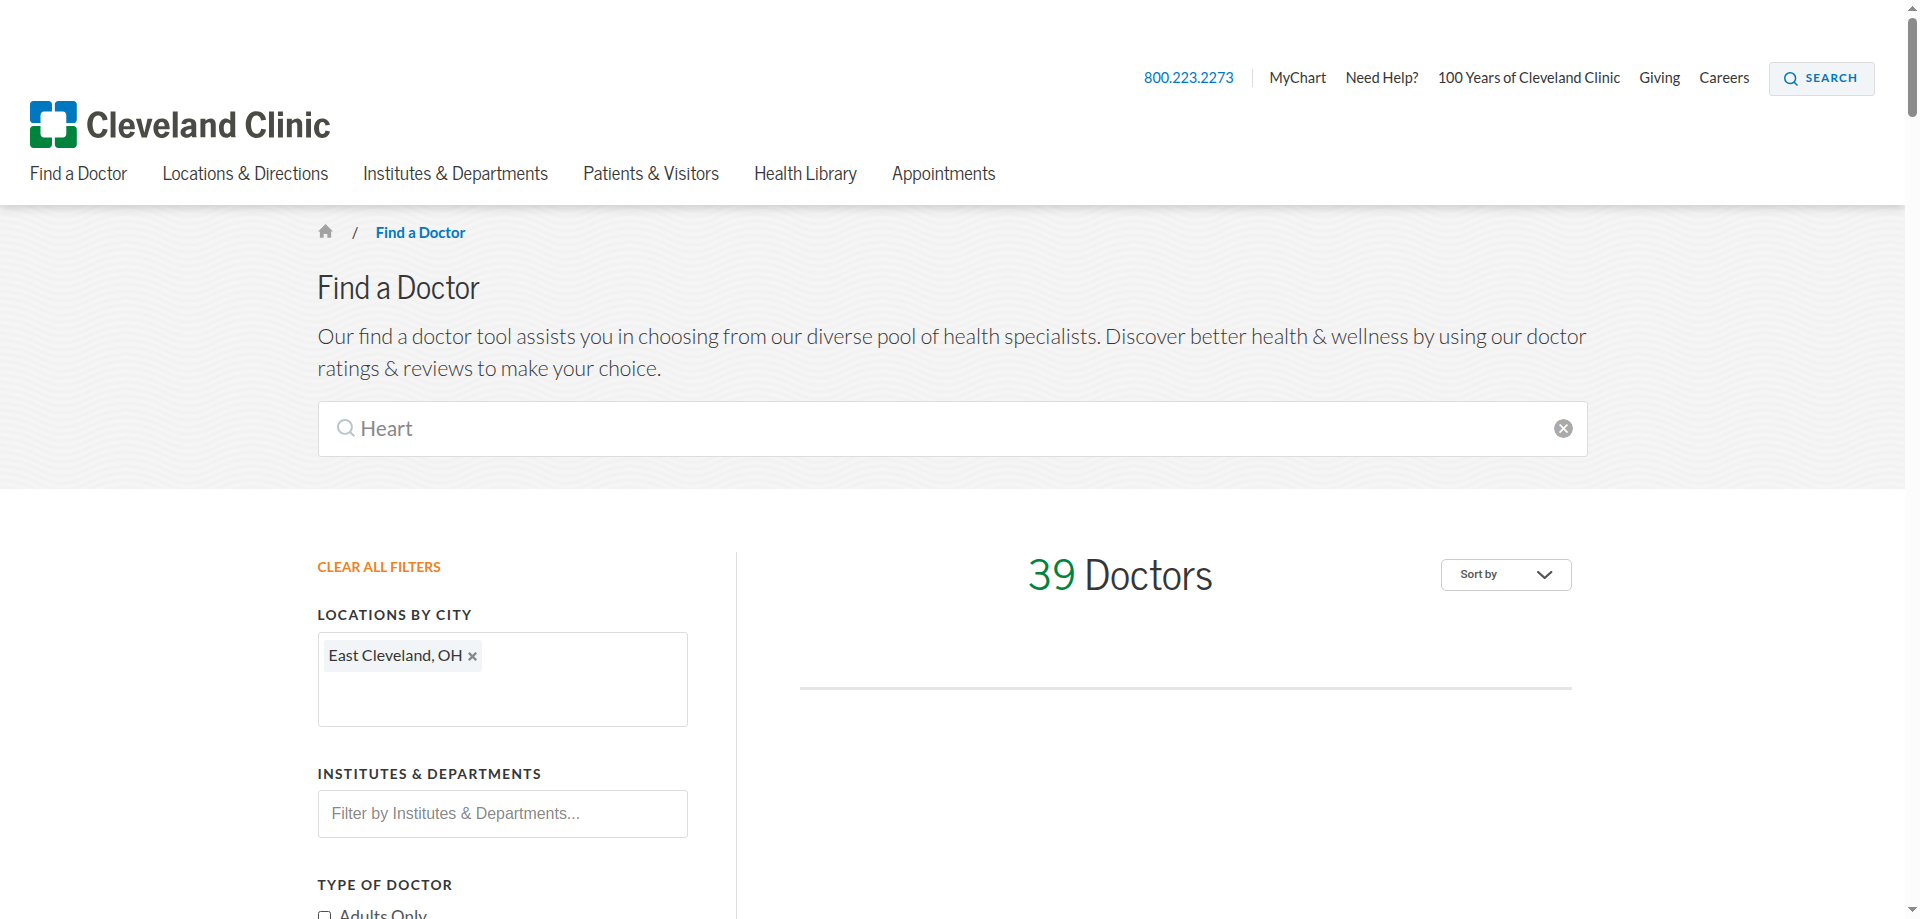 800.223.2273
MyChart
Need Help?
100 Years of Cleveland Clinic
Giving
Careers
SEARCH
Cleveland Clinic
Find a Doctor
Locations & Directions
Institutes & Departments
Patients & Visitors
Health Library
Appointments
/ Find a Doctor
Find a Doctor
Our find a doctor tool assists you in choosing from our diverse pool of health specialists. Discover better health & wellness by using our doctor
ratings & reviews to make your choice.
Heart
CLEAR ALL FILTERS
LOCATIONS BY CITY
East Cleveland, OH
INSTITUTES & DEPARTMENTS
Filter by Institutes & Departments...
TYPE OF DOCTOR
Adults Only
39 Doctors
Sort by